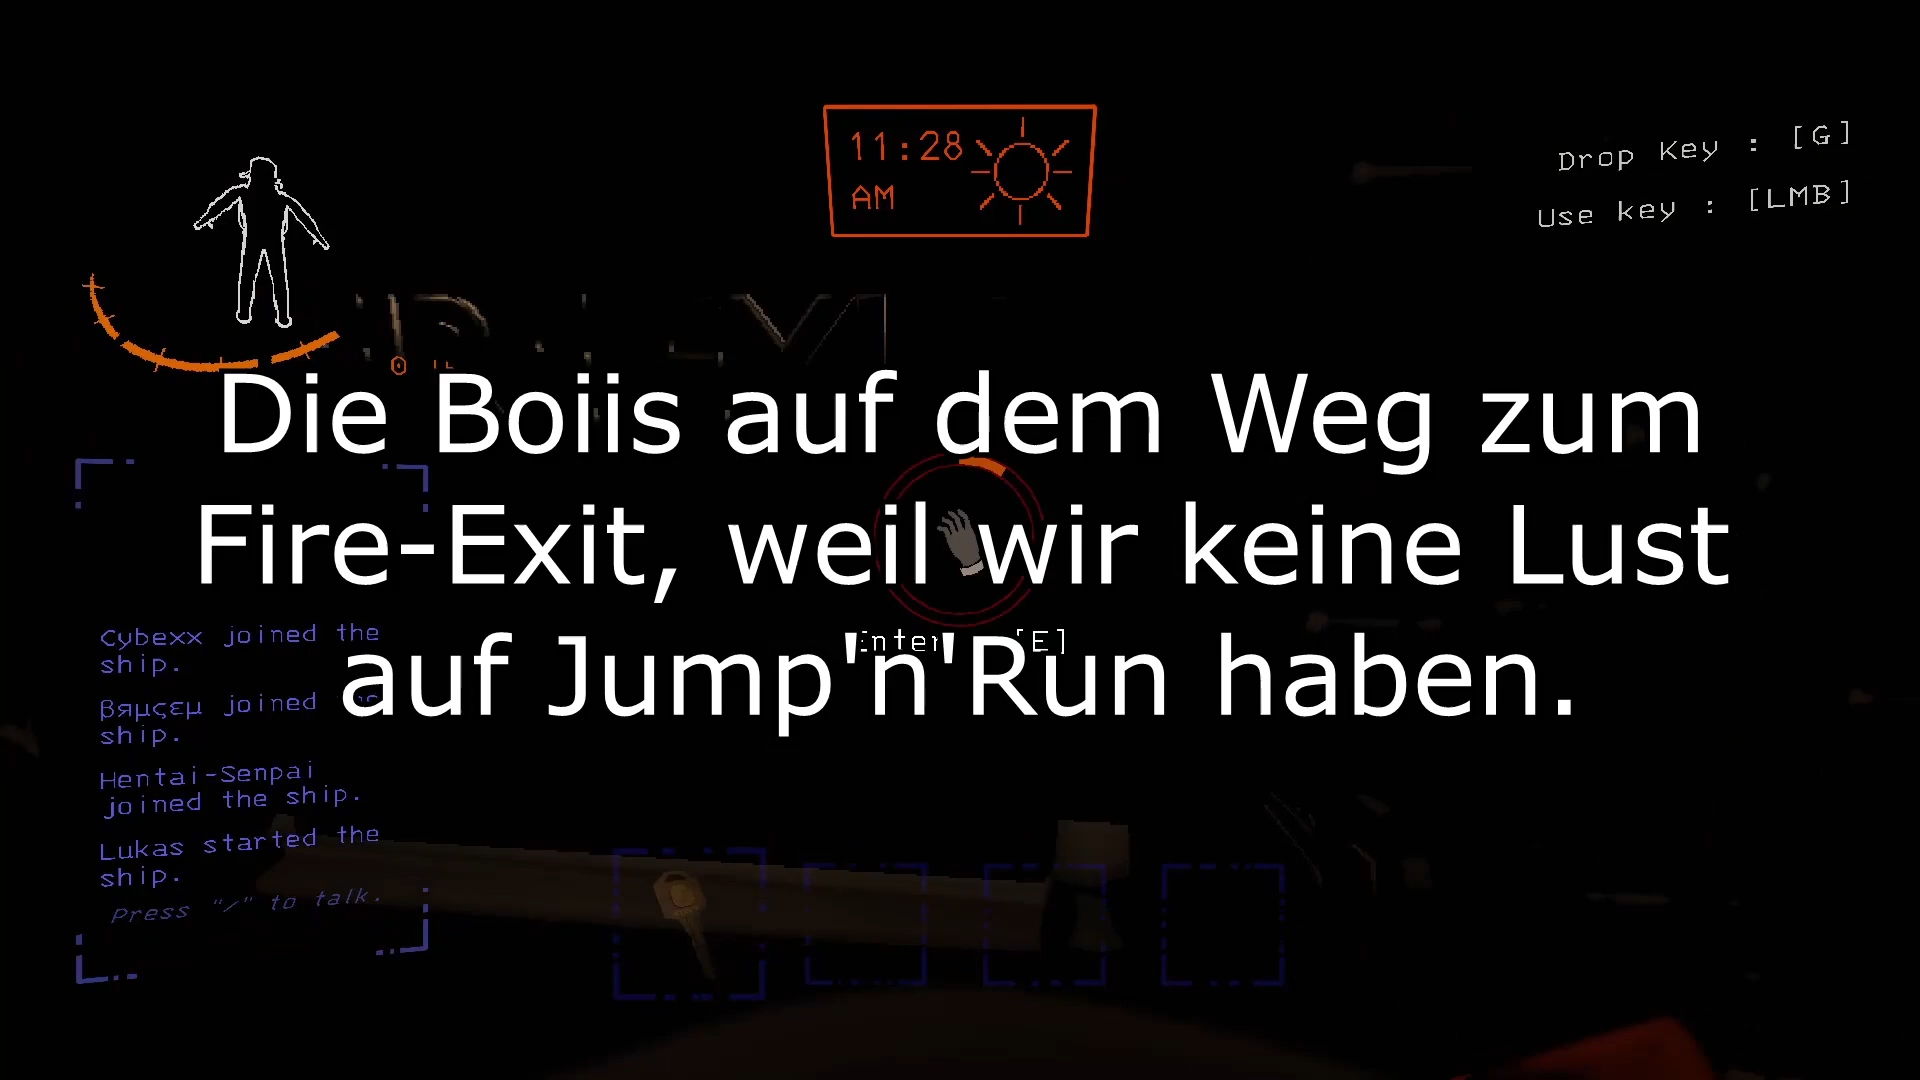 11:28
AM
Drop Key : [G]
Use key : [LMB]
Die Boiis auf dem Weg zum
Fire-Exit, weil wir keine Lust
auf Jump'n'Run haben.
Enter [E]
Cybexx joined the
ship.
βяμςεμ joined
ship.
Hentai-Senpai
joined the ship.
Lukas started the
ship.
Press "/" to talk.